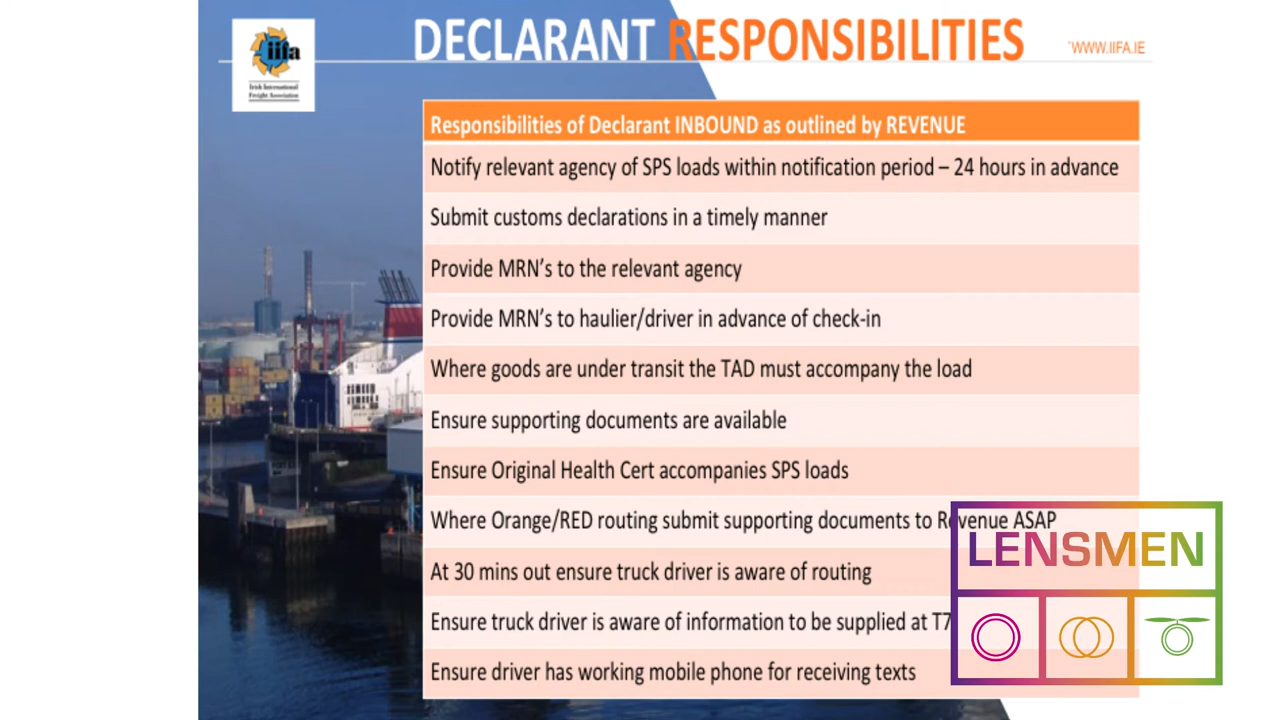 iifa
Irish International
Freight Association
DECLARANT RESPONSIBILITIES
WWW.IIFA.IE
Responsibilities of Declarant INBOUND as outlined by REVENUE
Notify relevant agency of SPS loads within notification period – 24 hours in advance
Submit customs declarations in a timely manner
Provide MRN's to the relevant agency
Provide MRN's to haulier/driver in advance of check-in
Where goods are under transit the TAD must accompany the load
Ensure supporting documents are available
Ensure Original Health Cert accompanies SPS loads
Where Orange/RED routing submit supporting documents to Revenue ASAP
At 30 mins out ensure truck driver is aware of routing
Ensure truck driver is aware of information to be supplied at T7
Ensure driver has working mobile phone for receiving texts
LENSMEN